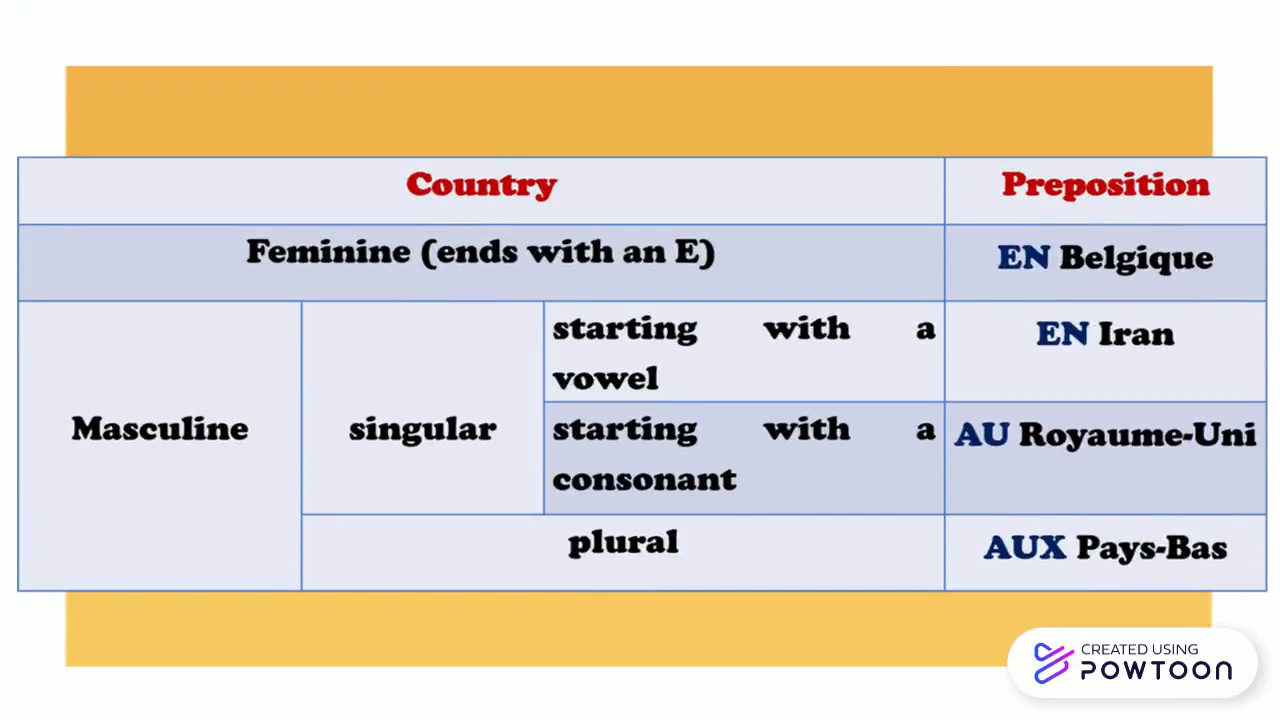 Country
Preposition
Feminine (ends with an E)
EN Belgique
Masculine
singular
starting with a
vowel
EN Iran
starting with a
consonant
AU Royaume-Uni
plural
AUX Pays-Bas
CREATED USING
POWTOON